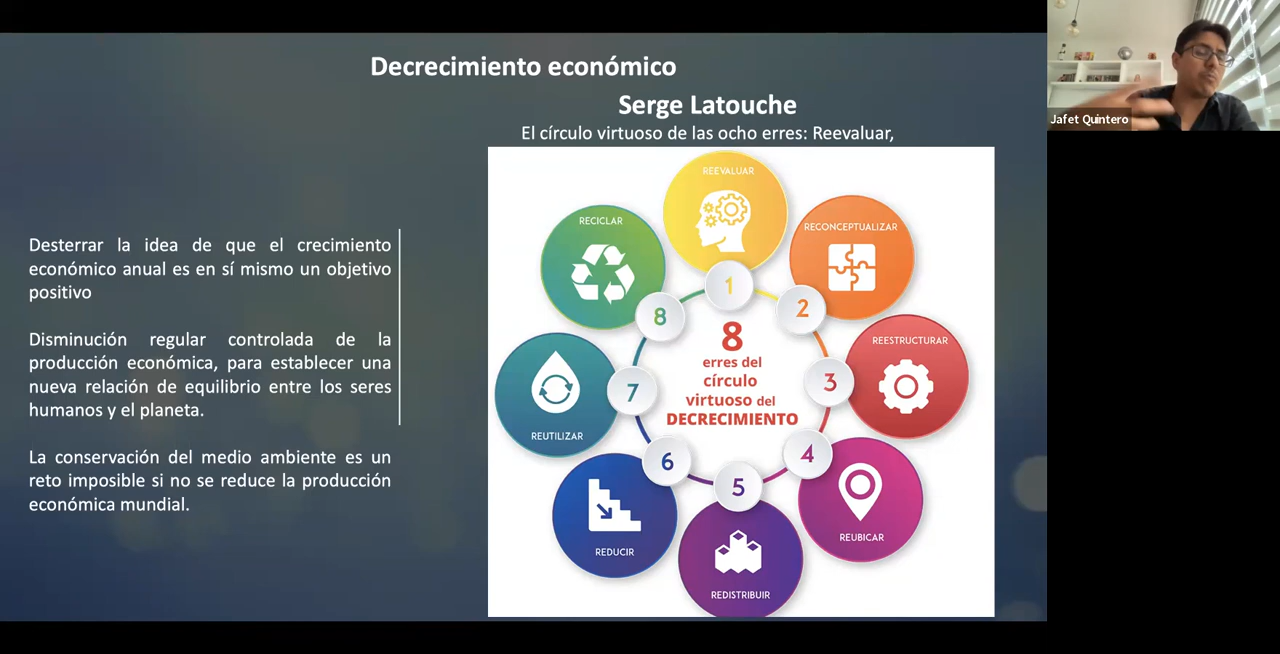 Decrecimiento económico
Serge Latouche
El círculo virtuoso de las ocho erres: Reevaluar,
Desterrar la idea de que el crecimiento
económico anual es en sí mismo un objetivo
positivo
Disminución regular controlada de la
producción económica, para establecer una
nueva relación de equilibrio entre los seres
humanos y el planeta.
La conservación del medio ambiente es un
reto imposible si no se reduce la producción
económica mundial.
REEVALUAR
1
RECONCEPTUALIZAR
2
REESTRUCTURAR
3
REUBICAR
4
REDISTRIBUIR
5
REDUCIR
6
REUTILIZAR
7
RECICLAR
8
8
erres del
círculo
virtuoso del
DECRECIMIENTO
Jafet Quintero